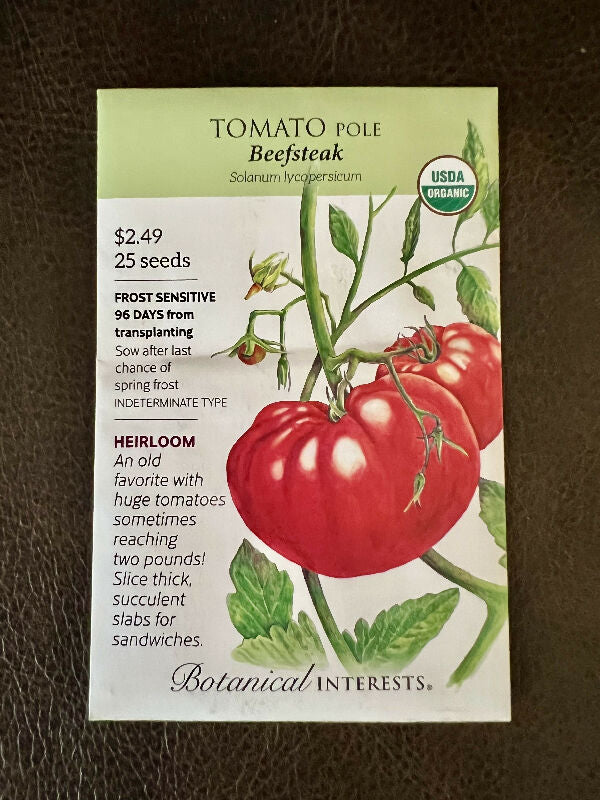 TOMATO POLE
Beefsteak
Solanum lycopersicum
USDA
ORGANIC
$2.49
25 seeds
FROST SENSITIVE
96 DAYS from
transplanting
Sow after last
chance of
spring frost
INDETERMINATE TYPE
HEIRLOOM
An old
favorite with
huge tomatoes
sometimes
reaching
two pounds!
Slice thick,
succulent
slabs for
sandwiches.
Botanical INTERESTS®